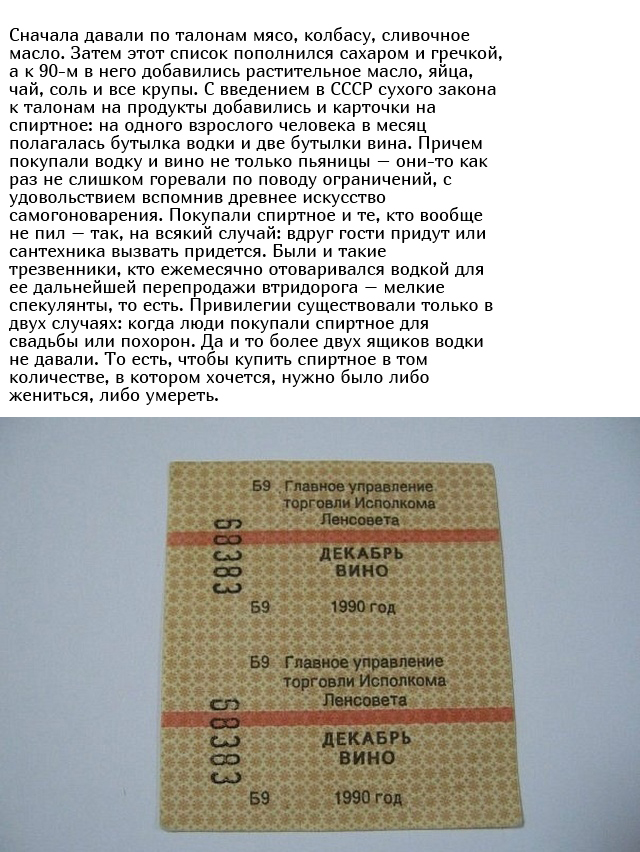 Сначала давали по талонам мясо, колбасу, сливочное
масло. Затем этот список пополнился сахаром и гречкой,
а к 90-м в него добавились растительное масло, яйца,
чай, соль и все крупы. С введением в СССР сухого закона
к талонам на продукты добавились и карточки на
спиртное: на одного взрослого человека в месяц
полагалась бутылка водки и две бутылки вина. Причем
покупали водку и вино не только пьяницы — они-то как
раз не слишком горевали по поводу ограничений, с
удовольствием вспомнив древнее искусство
самогоноварения. Покупали спиртное и те, кто вообще
не пил — так, на всякий случай: вдруг гости придут или
сантехника вызвать придется. Были и такие
трезвенники, кто ежемесячно отоваривался водкой для
ее дальнейшей перепродажи втридорога — мелкие
спекулянты, то есть. Привилегии существовали только в
двух случаях: когда люди покупали спиртное для
свадьбы или похорон. Да и то более двух ящиков водки
не давали. То есть, чтобы купить спиртное в том
количестве, в котором хочется, нужно было либо
жениться, либо умереть.
Б9 Главное управление
торговли Исполкома
Ленсовета
68383
ДЕКАБРЬ
ВИНО
Б9 1990 год
Б9 Главное управление
торговли Исполкома
Ленсовета
68383
ДЕКАБРЬ
ВИНО
Б9 1990 год